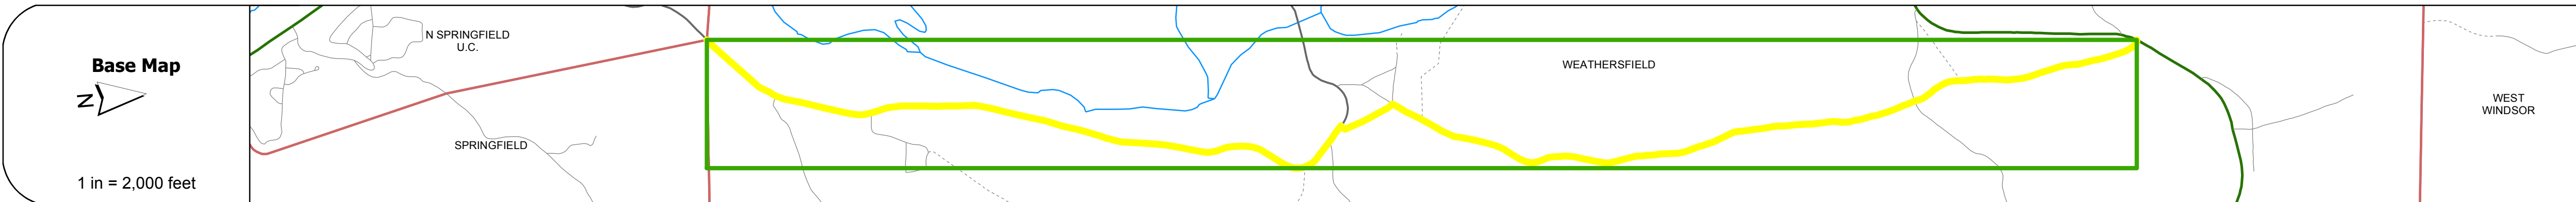 Base Map
N
1 in = 2,000 feet
N SPRINGFIELD
U.C.
SPRINGFIELD
WEATHERSFIELD
WEST
WINDSOR